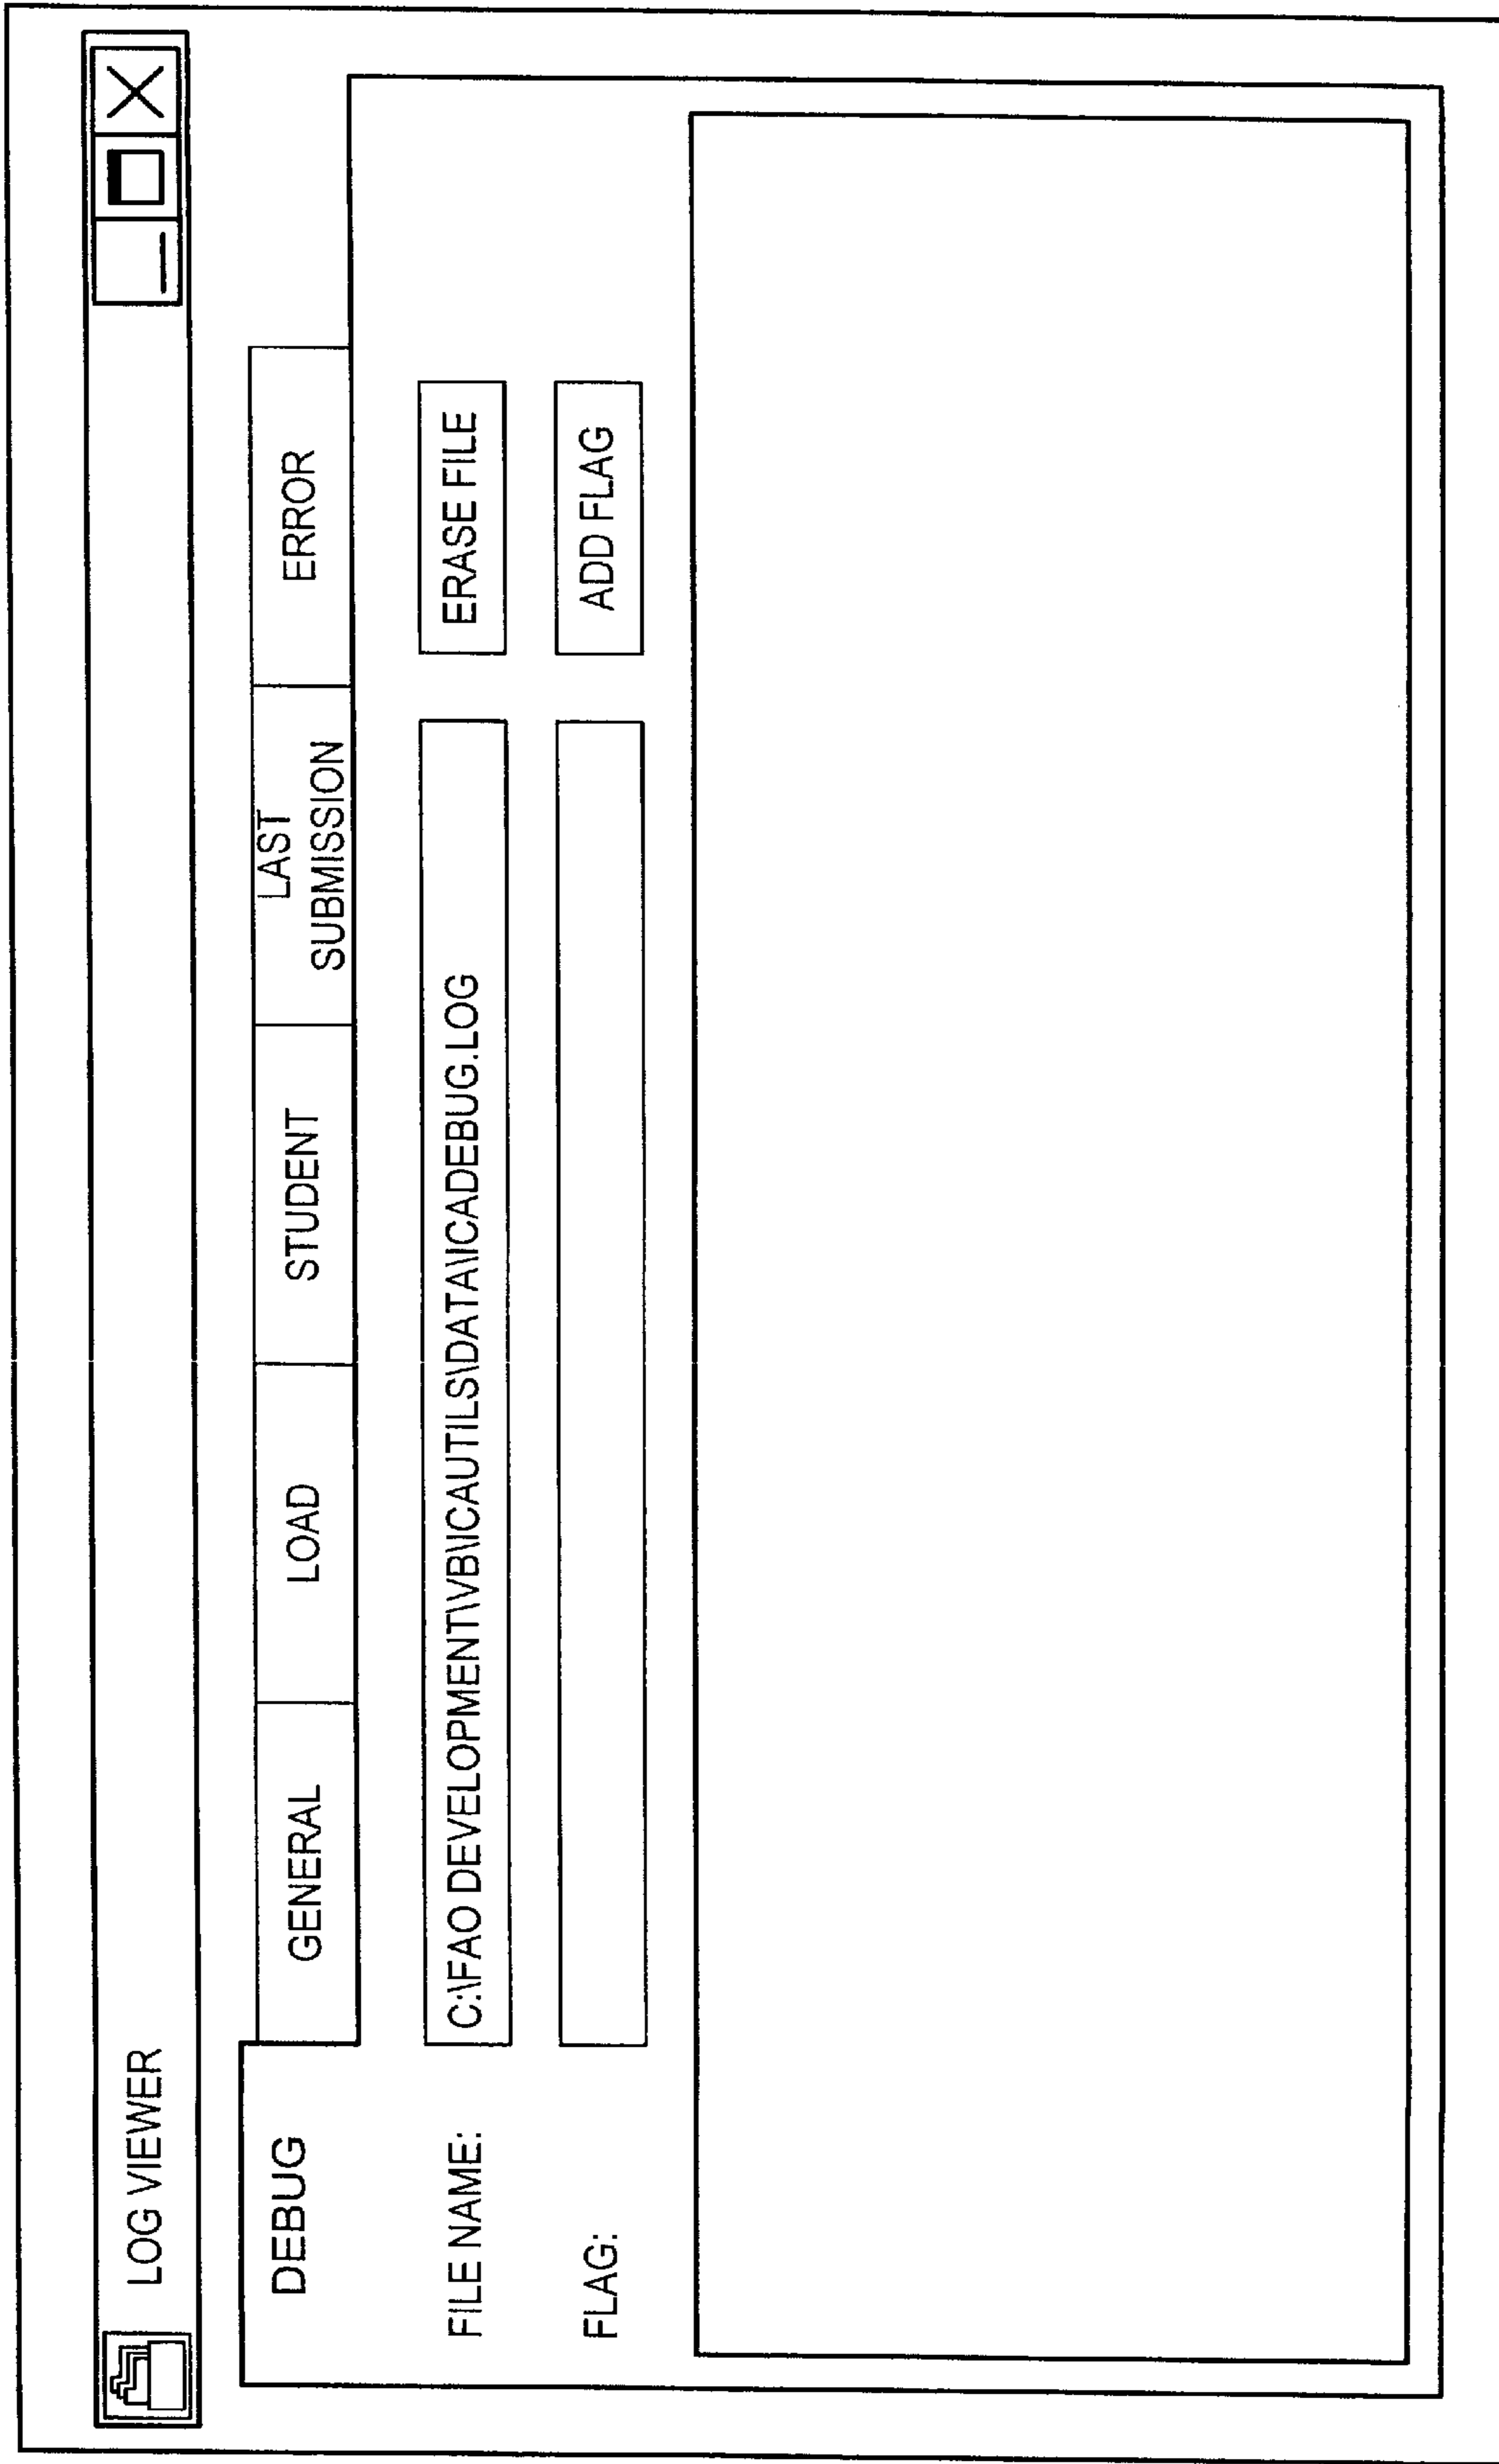 LOG VIEWER
DEBUG
GENERAL
LOAD
STUDENT
LAST
SUBMISSION
ERROR
FILE NAME:
C:\FAO DEVELOPMENT\VB\ICAUTILS\DATA\ICADEBUG.LOG
ERASE FILE
FLAG:
ADD FLAG